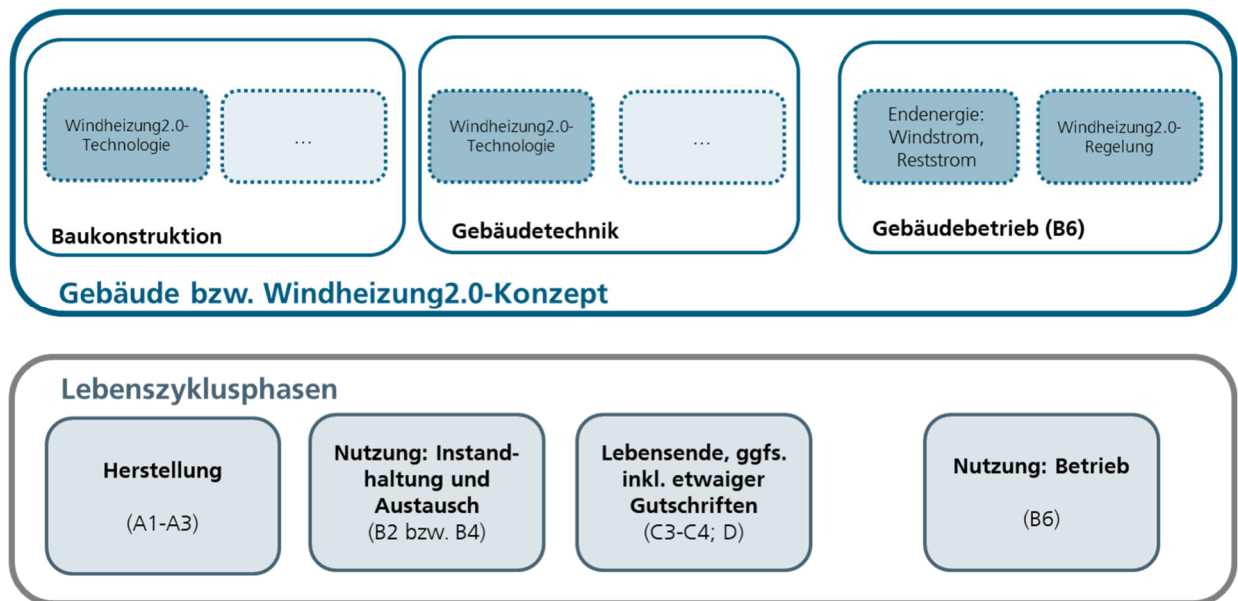 Windheizung2.0-
Technologie
...
Baukonstruktion
Windheizung2.0-
Technologie
...
Gebäudetechnik
Endenergie:
Windstrom,
Reststrom
Windheizung2.0-
Regelung
Gebäudebetrieb (B6)
Gebäude bzw. Windheizung2.0-Konzept
Lebenszyklusphasen
Herstellung
(A1-A3)
Nutzung: Instand-
haltung und
Austausch
(B2 bzw. B4)
Lebensende, ggfs.
inkl. etwaiger
Gutschriften
(C3-C4; D)
Nutzung: Betrieb
(B6)